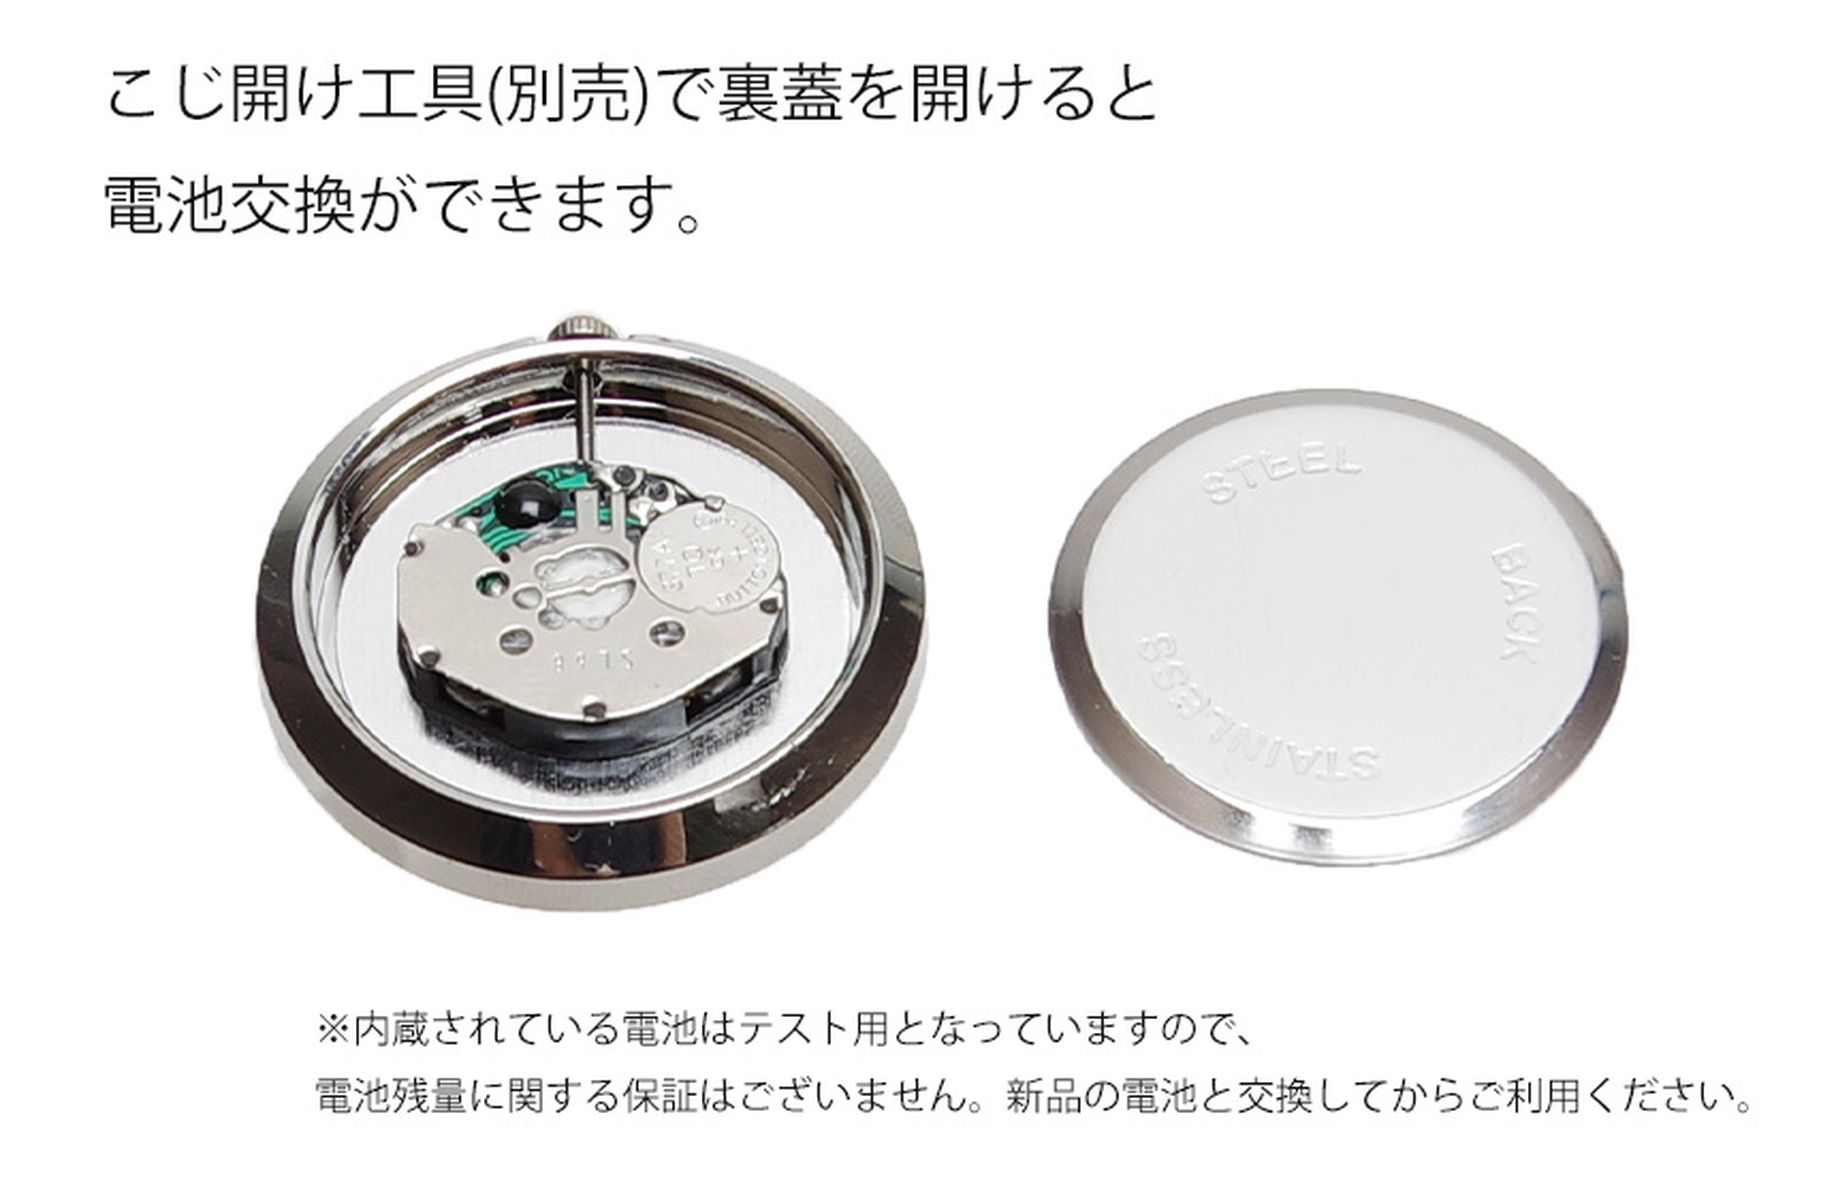 こじ開け工具(別売)で裏蓋を開けると
電池交換ができます。
STEEL
BACK
STAINLESS
※内蔵されている電池はテスト用となっていますので、
電池残量に関する保証はございません。新品の電池と交換してからご利用ください。